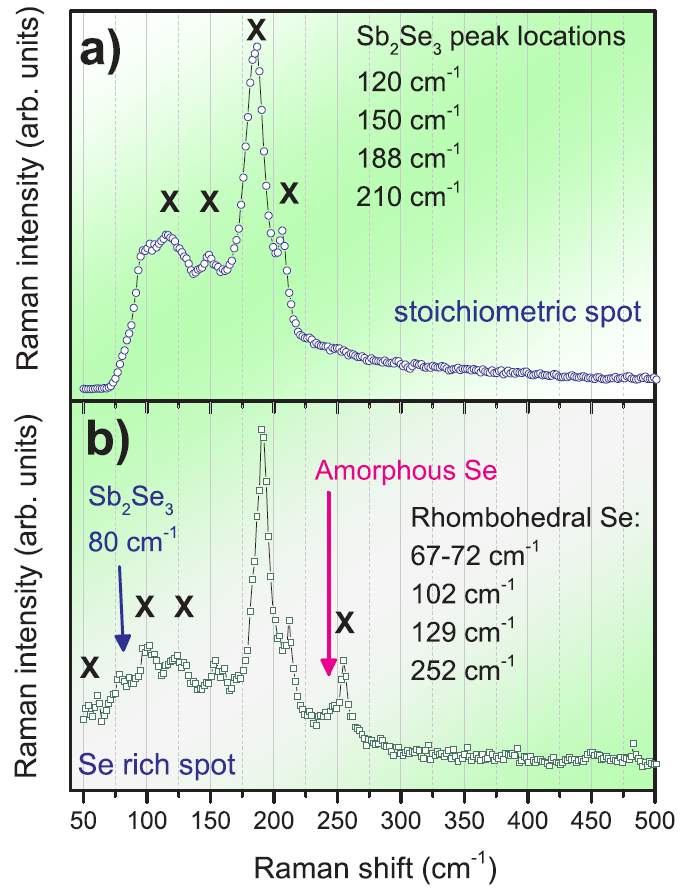 a)
Raman intensity (arb. units)
X
X
X
X
Sb₂Se₃ peak locations
120 cm⁻¹
150 cm⁻¹
188 cm⁻¹
210 cm⁻¹
stoichiometric spot
b)
Raman intensity (arb. units)
Sb₂Se₃
80 cm⁻¹
Amorphous Se
X
X
X
X
Rhombohedral Se:
67-72 cm⁻¹
102 cm⁻¹
129 cm⁻¹
252 cm⁻¹
Se rich spot
50 100 150 200 250 300 350 400 450 500
Raman shift (cm⁻¹)